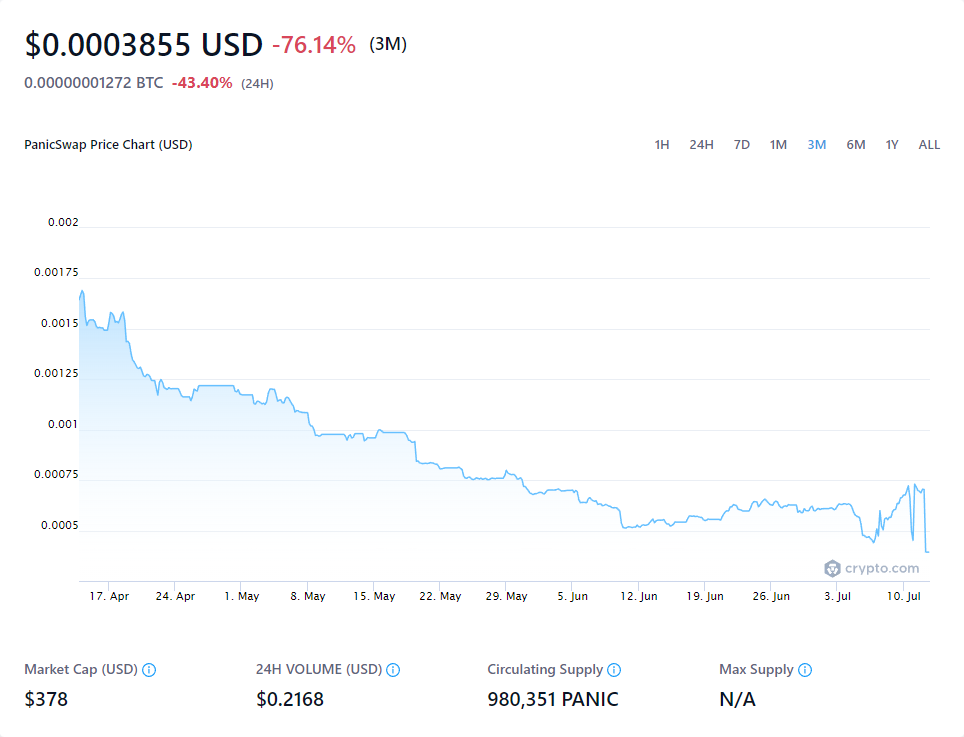 $0.0003855 USD -76.14% (3M)
0.00000001272 BTC -43.40% (24H)
PanicSwap Price Chart (USD) 1H 24H 7D 1M 3M 6M 1Y ALL
0.002
0.00175
0.0015
0.00125
0.001
0.00075
0.0005
crypto.com
17. Apr 24. Apr 1. May 8. May 15. May 22. May 29. May 5. Jun 12. Jun 19. Jun 26. Jun 3. Jul 10. Jul
Market Cap (USD) 24H VOLUME (USD) Circulating Supply Max Supply
$378 $0.2168 980,351 PANIC N/A